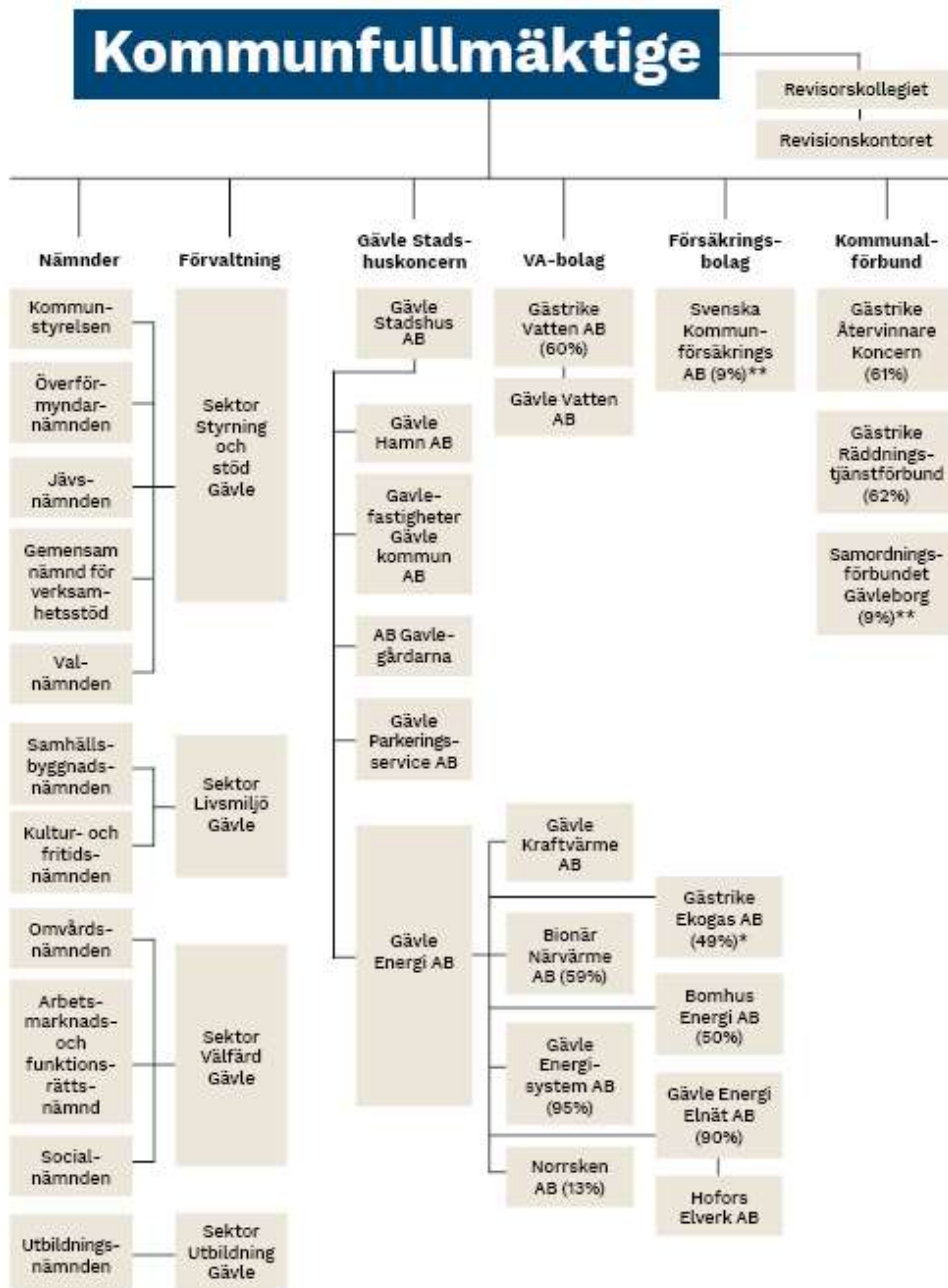 Kommunfullmäktige
Revisorskollegiet
Revisionskontoret
Nämnder
Kommun-
styrelsen
Överför-
myndar-
nämnden
Jävs-
nämnden
Gemensam
nämnd för
verksam-
hetsstöd
Val-
nämnden
Samhälls-
byggnads-
nämnden
Kultur- och
fritids-
nämnden
Omvårds-
nämnden
Arbets-
marknads-
och
funktions-
rätts-
nämnd
Social-
nämnden
Utbildnings-
nämnden
Förvaltning
Sektor
Styrning
och
stöd
Gävle
Sektor
Livsmiljö
Gävle
Sektor
Välfärd
Gävle
Sektor
Utbildning
Gävle
Gävle Stads-
huskoncern
Gävle
Stadshus
AB
Gävle
Hamn AB
Gavle-
fastigheter
Gävle
kommun
AB
AB Gavle-
gårdarna
Gävle
Parkerings-
service AB
Gävle
Energi AB
VA-bolag
Gästrike
Vatten AB
(60%)
Gävle Vatten
AB
Gävle
Kraftvärme
AB
Bionär
Närvärme
AB (59%)
Gävle
Energi-
system AB
(95%)
Norrsken
AB (13%)
Försäkrings-
bolag
Svenska
Kommun-
försäkrings
AB (9%)**
Gästrike
Ekogas AB
(49%)*
Bomhus
Energi AB
(50%)
Gävle Energi
Elnät AB
(90%)
Hofors
Elverk AB
Kommunal-
förbund
Gästrike
Återvinnare
Koncern
(61%)
Gästrike
Räddnings-
tjänstförbund
(62%)
Samordnings-
förbundet
Gävleborg
(9%)**